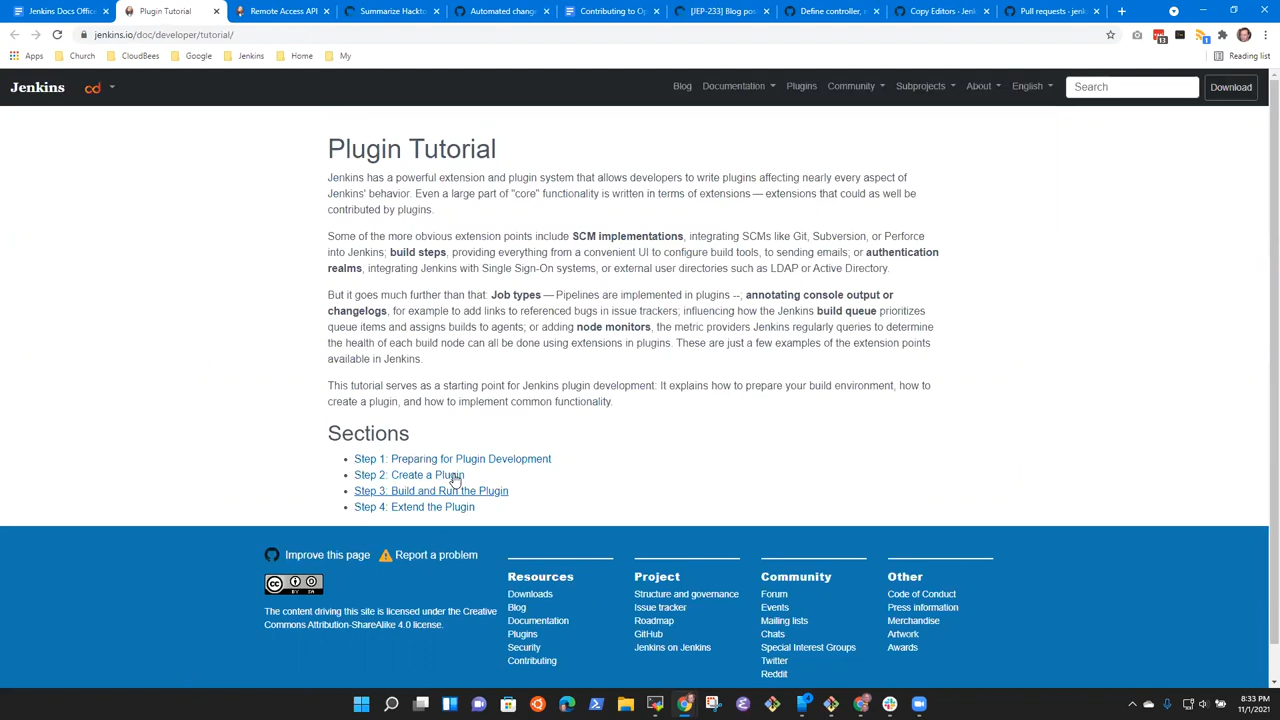 Jenkins Docs Offic
Plugin Tutorial
Remote Access API
Summarize Hackto
Automated change
Contributing to Op
[JEP-233] Blog pos
Define controller,
Copy Editors · Jenk
Pull requests · jenk
jenkins.io/doc/developer/tutorial/
13
1
Apps
Church
CloudBees
Google
Jenkins
Home
My
Reading list
Jenkins
cd
Blog
Documentation
Plugins
Community
Subprojects
About
English
Search
Download
Plugin Tutorial
Jenkins has a powerful extension and plugin system that allows developers to write plugins affecting nearly every aspect of
Jenkins' behavior. Even a large part of "core" functionality is written in terms of extensions — extensions that could as well be
contributed by plugins.
Some of the more obvious extension points include SCM implementations, integrating SCMs like Git, Subversion, or Perforce
into Jenkins; build steps, providing everything from a convenient UI to configure build tools, to sending emails; or authentication
realms, integrating Jenkins with Single Sign-On systems, or external user directories such as LDAP or Active Directory.
But it goes much further than that: Job types — Pipelines are implemented in plugins --, annotating console output or
changelogs, for example to add links to referenced bugs in issue trackers; influencing how the Jenkins build queue prioritizes
queue items and assigns builds to agents; or adding node monitors, the metric providers Jenkins regularly queries to determine
the health of each build node can all be done using extensions in plugins. These are just a few examples of the extension points
available in Jenkins.
This tutorial serves as a starting point for Jenkins plugin development: It explains how to prepare your build environment, how to
create a plugin, and how to implement common functionality.
Sections
Step 1: Preparing for Plugin Development
Step 2: Create a Plugin
Step 3: Build and Run the Plugin
Step 4: Extend the Plugin
Improve this page
Report a problem
CC BY SA
The content driving this site is licensed under the Creative
Commons Attribution-ShareAlike 4.0 license.
Resources
Downloads
Blog
Documentation
Plugins
Security
Contributing
Project
Structure and governance
Issue tracker
Roadmap
GitHub
Jenkins on Jenkins
Community
Forum
Events
Mailing lists
Chats
Special Interest Groups
Twitter
Reddit
Other
Code of Conduct
Press information
Merchandise
Artwork
Awards
8:33 PM
11/1/2021